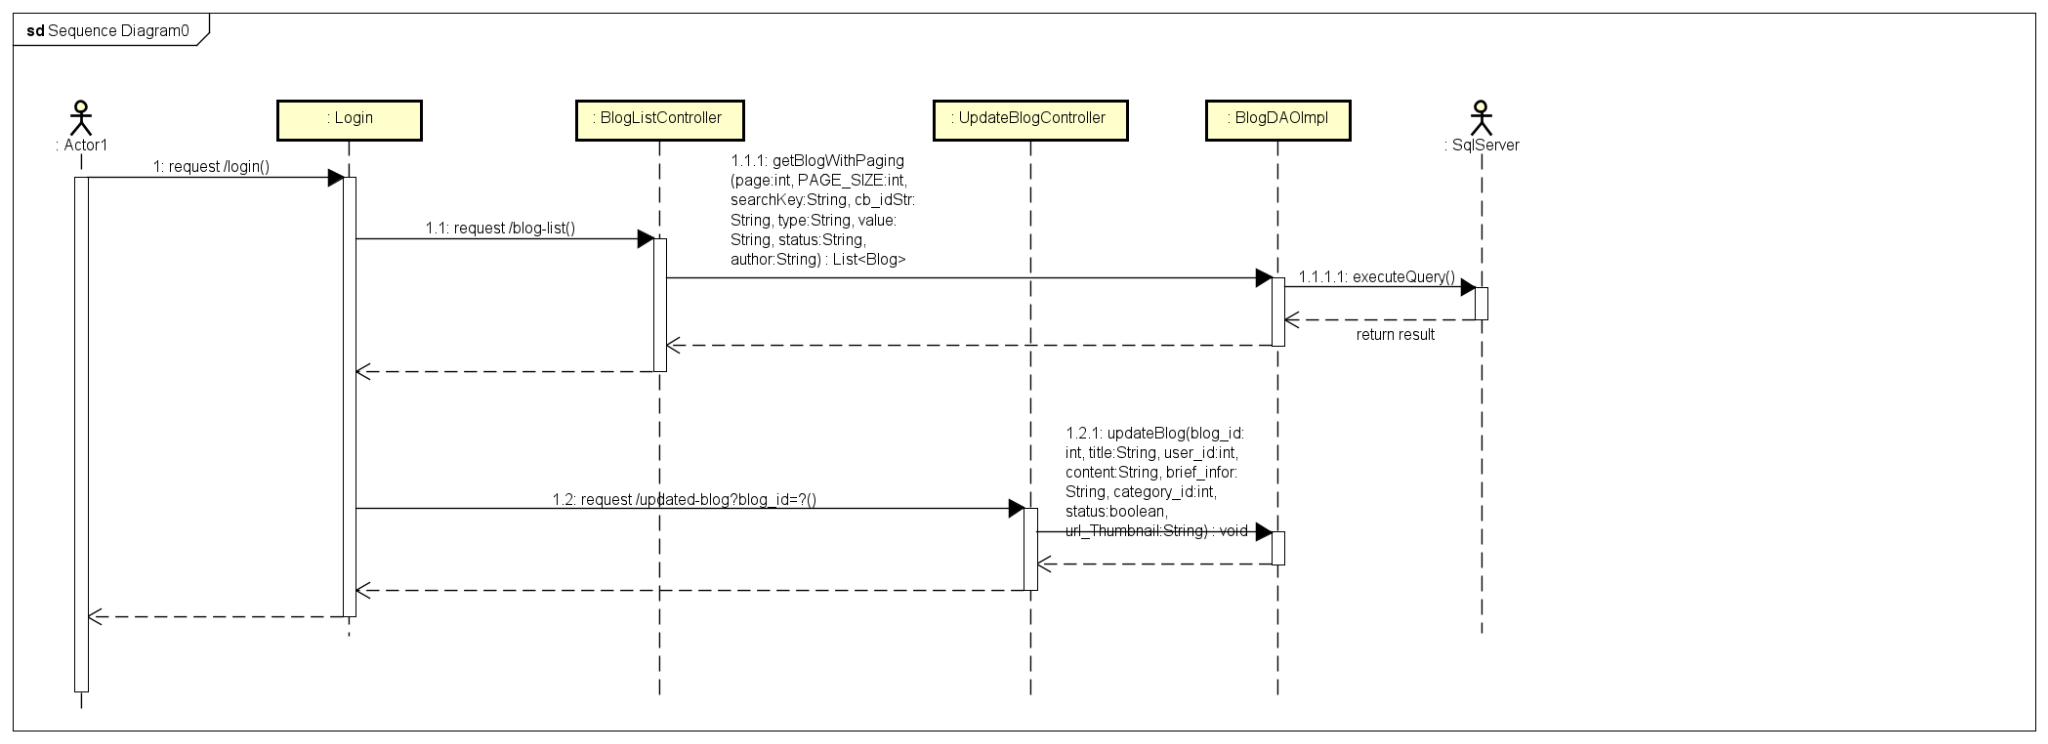 sd Sequence Diagram0
: Actor1
: Login
: BlogListController
: UpdateBlogController
: BlogDAOImpl
: SqlServer
1: request /login()
1.1: request /blog-list()
1.1.1: getBlogWithPaging
(page:int, PAGE_SIZE:int,
searchKey:String, cb_idStr:
String, type:String, value:
String, status:String,
author:String) : List<Blog>
1.1.1.1: executeQuery()
return result
1.2: request /updated-blog?blog_id=?()
1.2.1: updateBlog(blog_id:
int, title:String, user_id:int,
content:String, brief_infor:
String, category_id:int,
status:boolean,
url_Thumbnail:String) : void